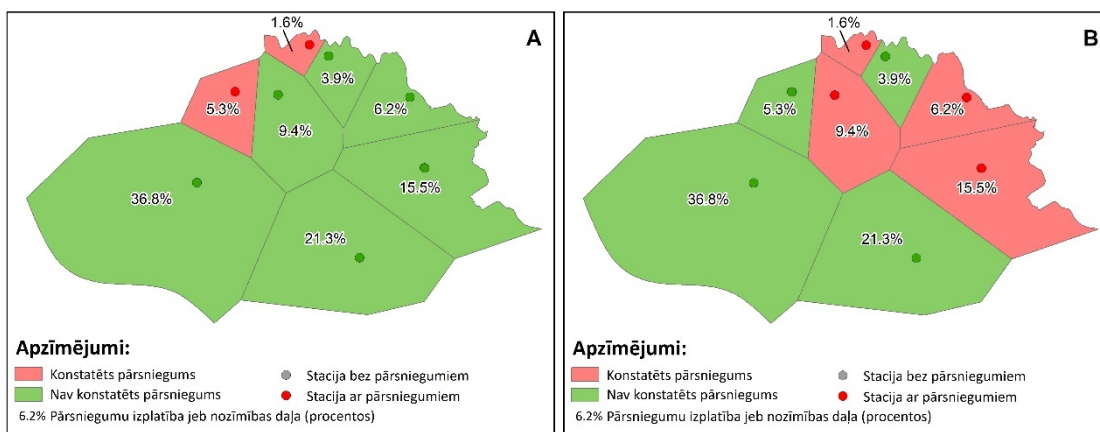 A
1.6%
3.9%
5.3%
6.2%
9.4%
15.5%
36.8%
21.3%
Apzīmējumi:
Konstatēts pārsniegums
Nav konstatēts pārsniegums
Stacija bez pārsniegumiem
Stacija ar pārsniegumiem
6.2% Pārsniegumu izplatība jeb nozīmības daļa (procentos)
B
1.6%
3.9%
5.3%
6.2%
9.4%
15.5%
36.8%
21.3%
Apzīmējumi:
Konstatēts pārsniegums
Nav konstatēts pārsniegums
Stacija bez pārsniegumiem
Stacija ar pārsniegumiem
6.2% Pārsniegumu izplatība jeb nozīmības daļa (procentos)